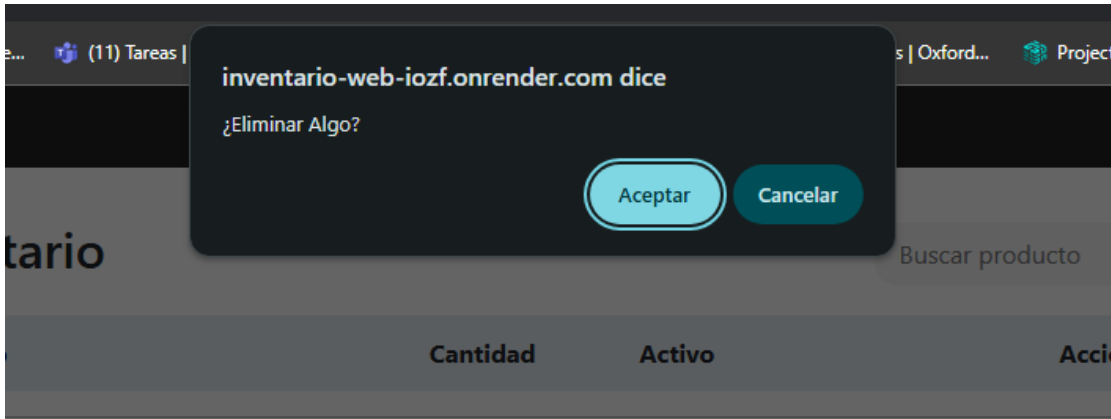 e... (11) Tareas | s | Oxford... Project
inventario-web-iozf.onrender.com dice
¿Eliminar Algo?
Aceptar Cancelar
tario Buscar producto
Cantidad Activo Acci